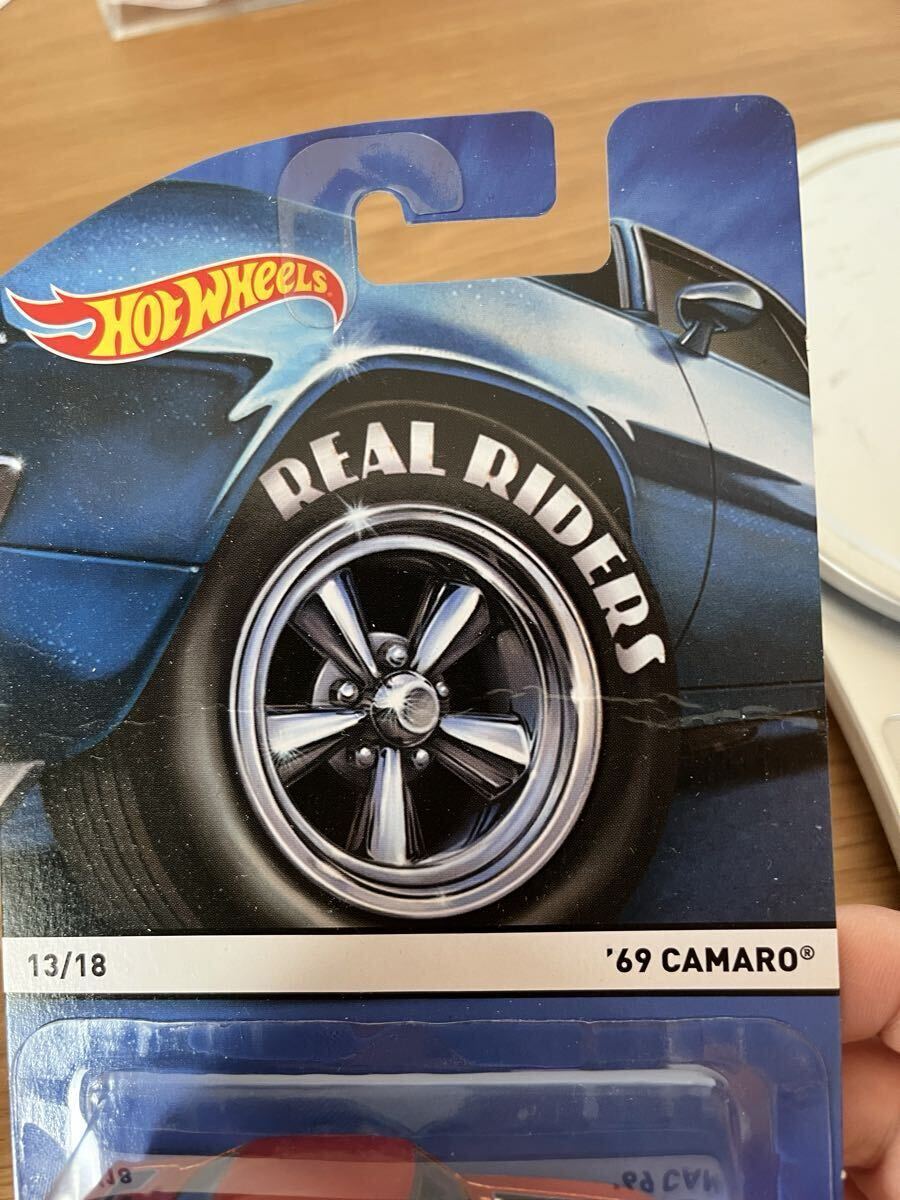 HOT WHEELS
REAL RIDERS
13/18
'69 CAMARO®